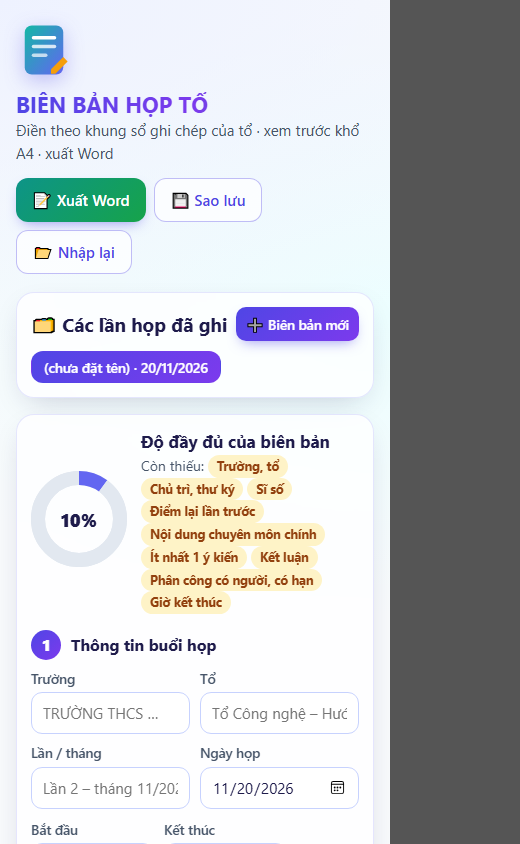 BIÊN BẢN HỌP TỔ
Điền theo khung sổ ghi chép của tổ · xem trước khổ
A4 · xuất Word
Xuất Word
Sao lưu
Nhập lại
Các lần họp đã ghi
Biên bản mới
(chưa đặt tên) · 20/11/2026
10%
Độ đầy đủ của biên bản
Còn thiếu: Trường, tổ
Chủ trì, thư ký Sĩ số
Điểm lại lần trước
Nội dung chuyên môn chính
Ít nhất 1 ý kiến Kết luận
Phân công có người, có hạn
Giờ kết thúc
1 Thông tin buổi họp
Trường Tổ
TRƯỜNG THCS ... Tổ Công nghệ –
Lần / tháng Ngày họp
Lần 2 – tháng 11/202 11/20/2026
Bắt đầu Kết thúc